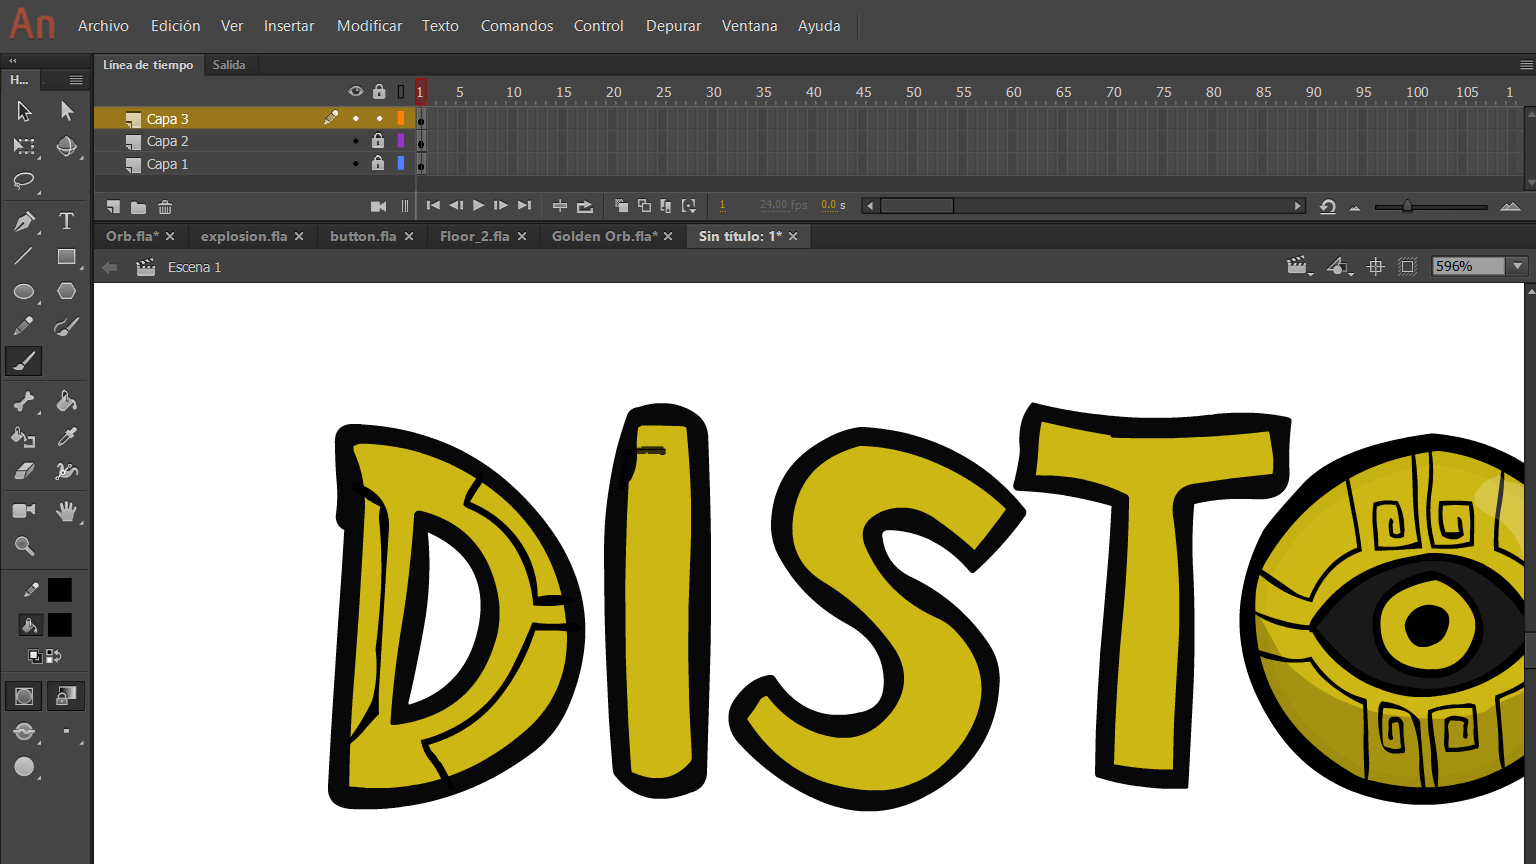 An Archivo Edición Ver Insertar Modificar Texto Comandos Control Depurar Ventana Ayuda
Línea de tiempo Salida
H...
1 5 10 15 20 25 30 35 40 45 50 55 60 65 70 75 80 85 90 95 100 105 1
Capa 3
Capa 2
Capa 1
1 24.00 fps 0.0 s
Orb.fla* explosion.fla button.fla Floor_2.fla Golden Orb.fla* Sin título: 1*
Escena 1 596%
DISTO